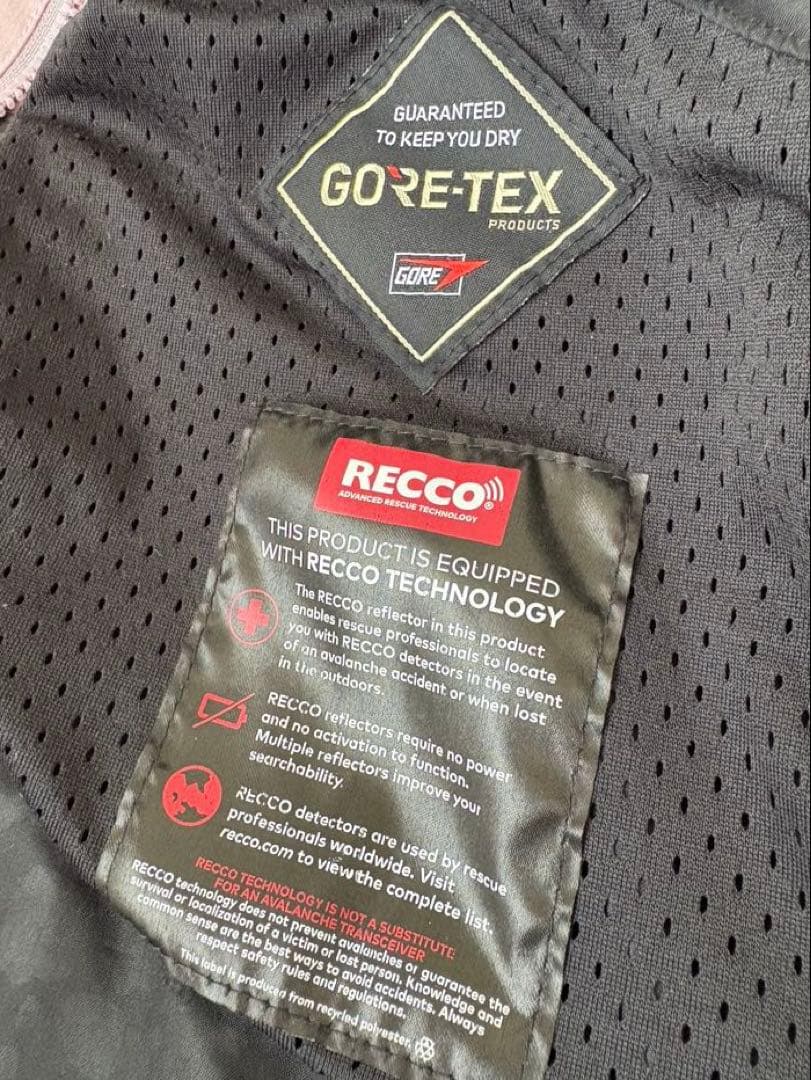 GUARANTEED
TO KEEP YOU DRY
GORE-TEX
PRODUCTS
GORE
RECCO®
ADVANCED RESCUE TECHNOLOGY
THIS PRODUCT IS EQUIPPED
WITH RECCO TECHNOLOGY
The RECCO reflector in this product
enables rescue professionals to locate
you with RECCO detectors in the event
of an avalanche accident or when lost
in the outdoors.
RECCO reflectors require no power
and no activation to function.
Multiple reflectors improve your
searchability.
RECCO detectors are used by rescue
professionals worldwide. Visit
recco.com to view the complete list.
RECCO TECHNOLOGY IS NOT A SUBSTITUTE
FOR AN AVALANCHE TRANSCEIVER
RECCO technology does not prevent avalanches or guarantee the
survival or localization of a victim or lost person. Knowledge and
common sense are the best ways to avoid accidents. Always
respect safety rules and regulations.
This label is produced from recycled polyester.